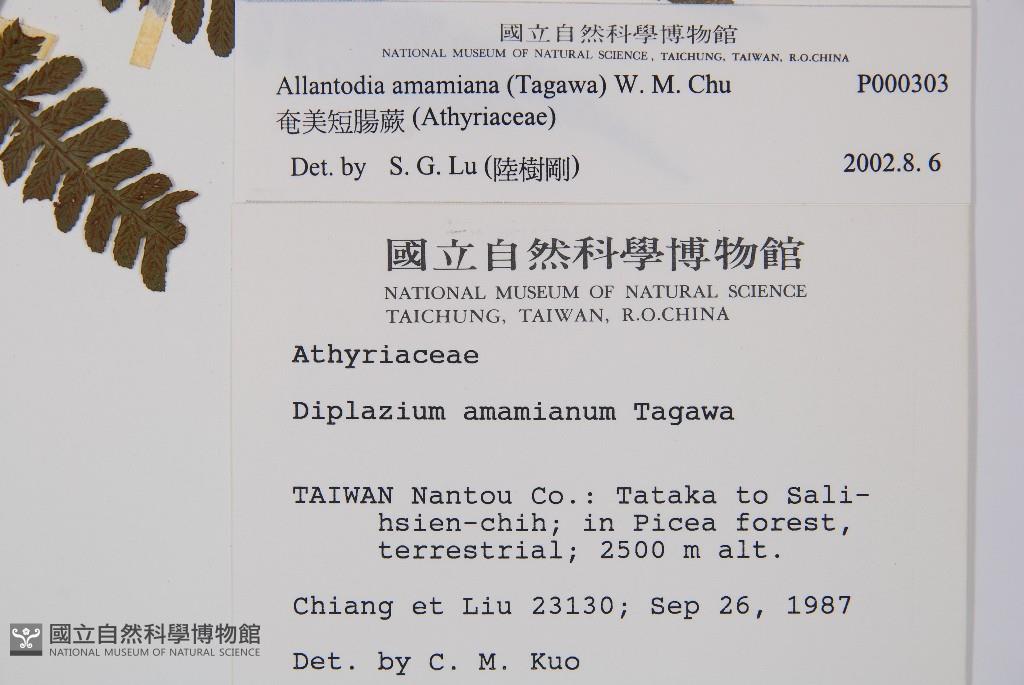 國立自然科學博物館
NATIONAL MUSEUM OF NATURAL SCIENCE, TAICHUNG, TAIWAN, R.O.CHINA
Allantodia amamiana (Tagawa) W. M. Chu P000303
奄美短腸蕨 (Athyriaceae)
Det. by S. G. Lu (陸樹剛) 2002.8. 6
國立自然科學博物館
NATIONAL MUSEUM OF NATURAL SCIENCE
TAICHUNG, TAIWAN, R.O.CHINA
Athyriaceae
Diplazium amamianum Tagawa
TAIWAN Nantou Co.: Tataka to Sali-
hsien-chih; in Picea forest,
terrestrial; 2500 m alt.
Chiang et Liu 23130; Sep 26, 1987
Det. by C. M. Kuo
國立自然科學博物館
NATIONAL MUSEUM OF NATURAL SCIENCE